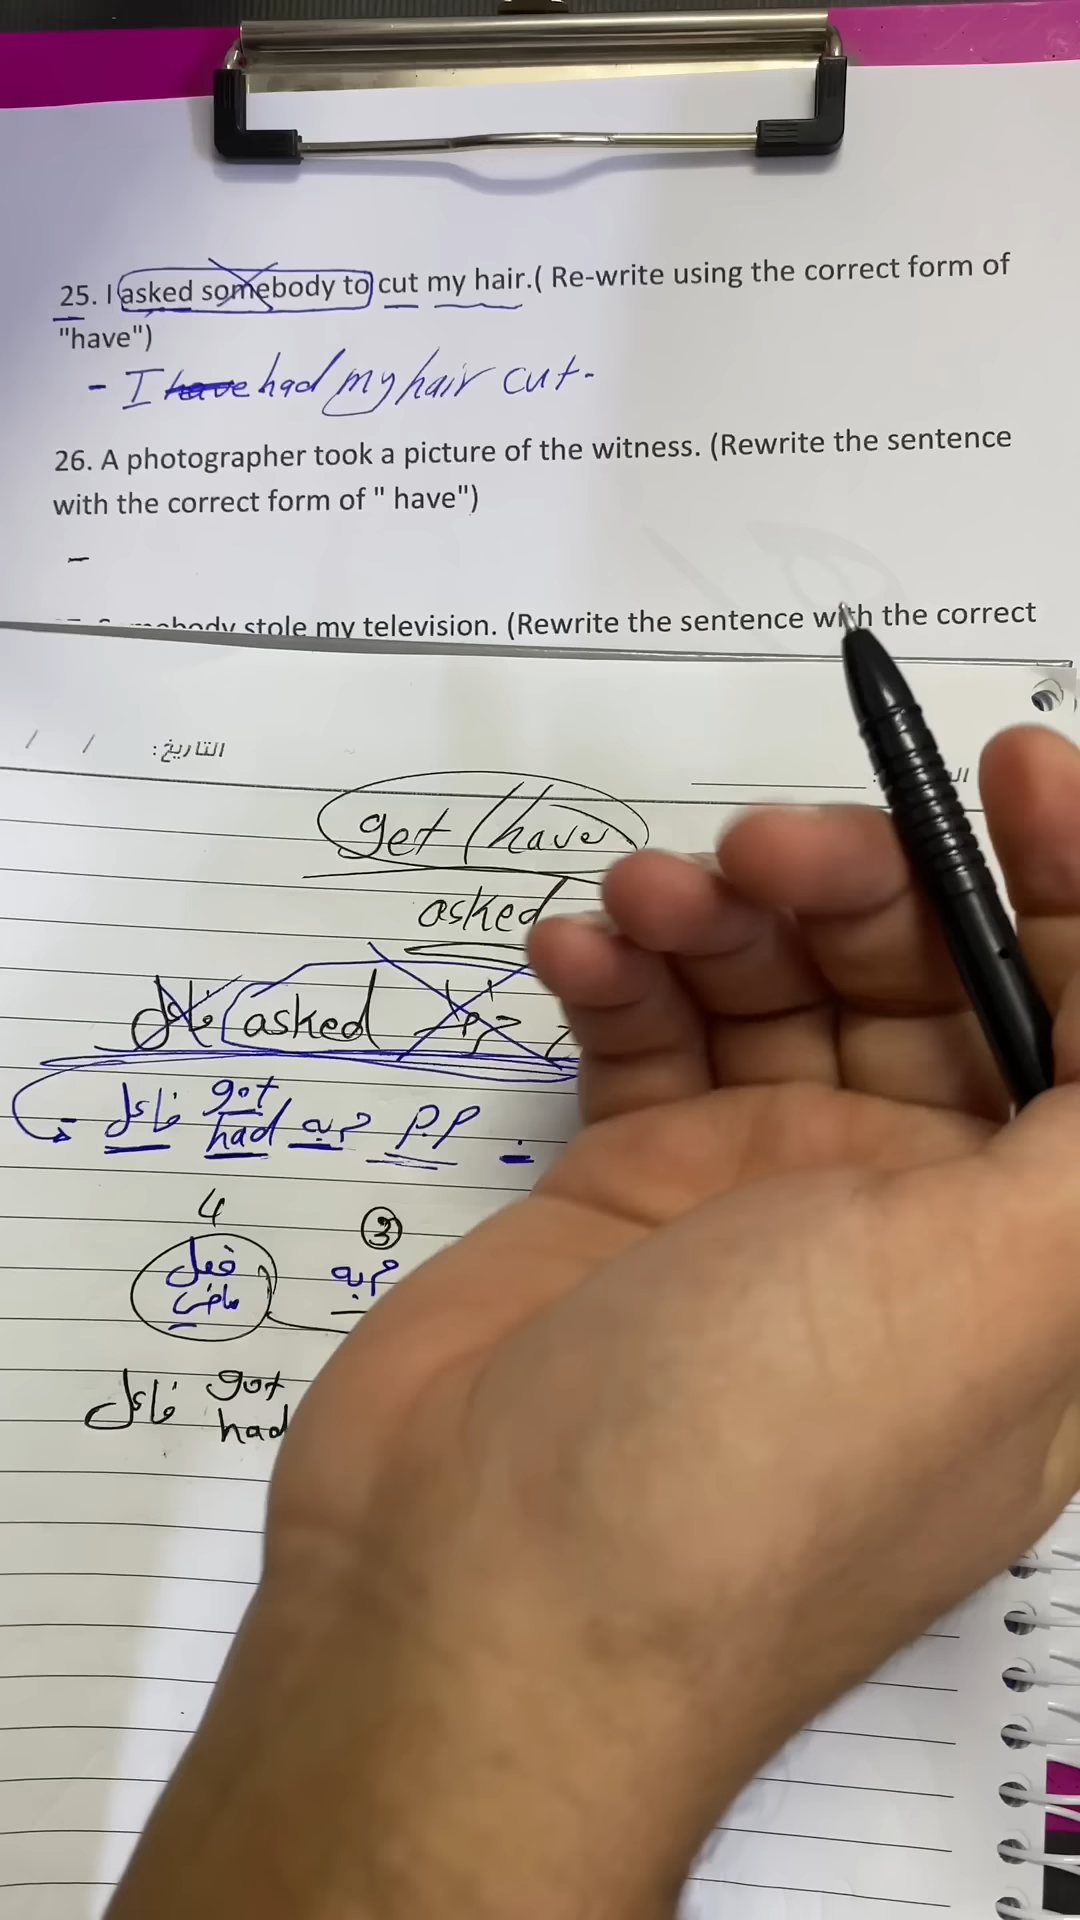 25. I asked somebody to cut my hair.( Re-write using the correct form of
"have")
- I have had my hair cut.
26. A photographer took a picture of the witness. (Rewrite the sentence
with the correct form of " have")
-
stole my television. (Rewrite the sentence with the correct
التاريخ: / /
get / have
asked
فاعل asked
فاعل got
had م به P.P .
4 3
فعل
ماضي م به
فاعل got
had